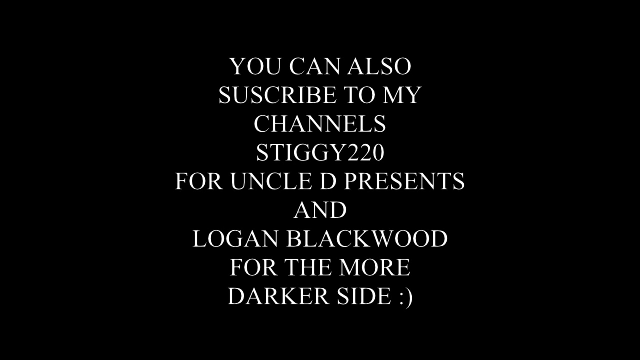 YOU CAN ALSO
SUSCRIBE TO MY
CHANNELS
STIGGY220
FOR UNCLE D PRESENTS
AND
LOGAN BLACKWOOD
FOR THE MORE
DARKER SIDE :)